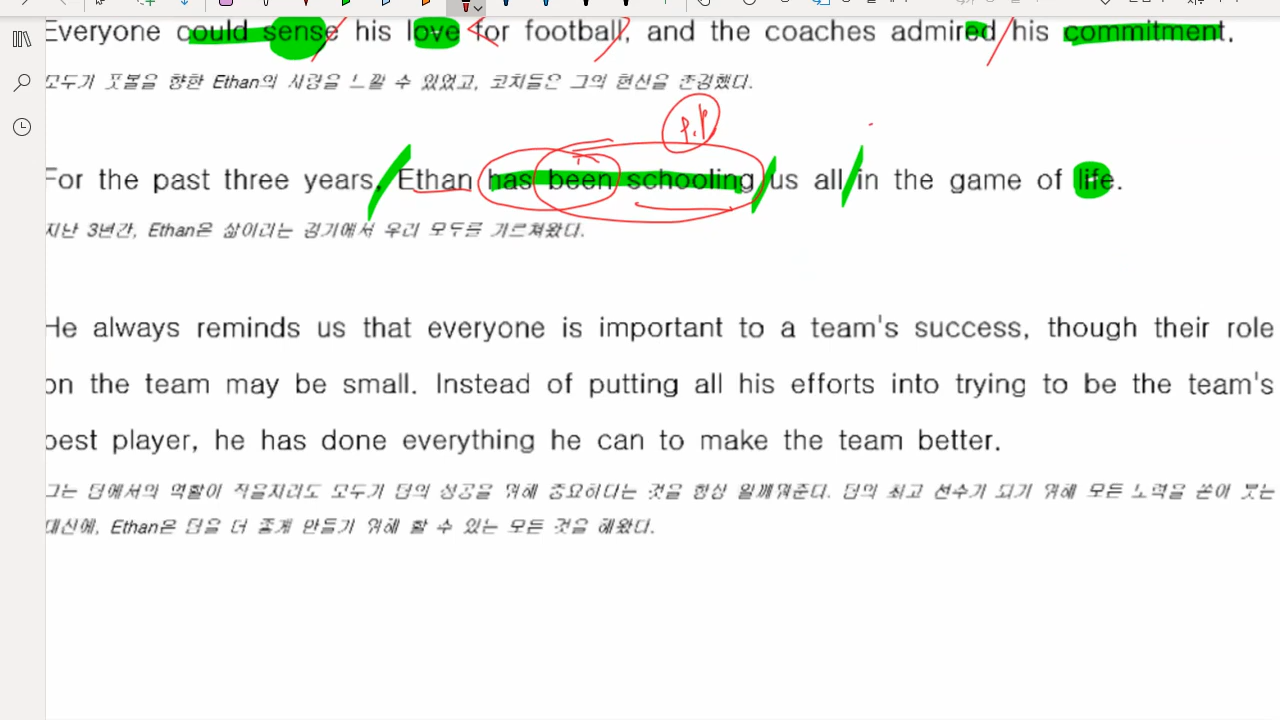 Everyone could sense his love for football, and the coaches admired his commitment.
모두가 풋볼을 향한 Ethan의 사랑을 느낄 수 있었고, 코치들은 그의 헌신을 존경했다.
p.p
For the past three years, Ethan has been schooling us all in the game of life.
지난 3년간, Ethan은 삶이라는 경기에서 우리 모두를 가르쳐왔다.
He always reminds us that everyone is important to a team's success, though their role
on the team may be small. Instead of putting all his efforts into trying to be the team's
best player, he has done everything he can to make the team better.
그는 팀에서의 역할이 적을지라도 모두가 팀의 성공을 위해 중요하다는 것을 항상 일깨워준다. 팀의 최고 선수가 되기 위해 모든 노력을 쏟아 붓는
대신에, Ethan은 팀을 더 좋게 만들기 위해 할 수 있는 모든 것을 해왔다.